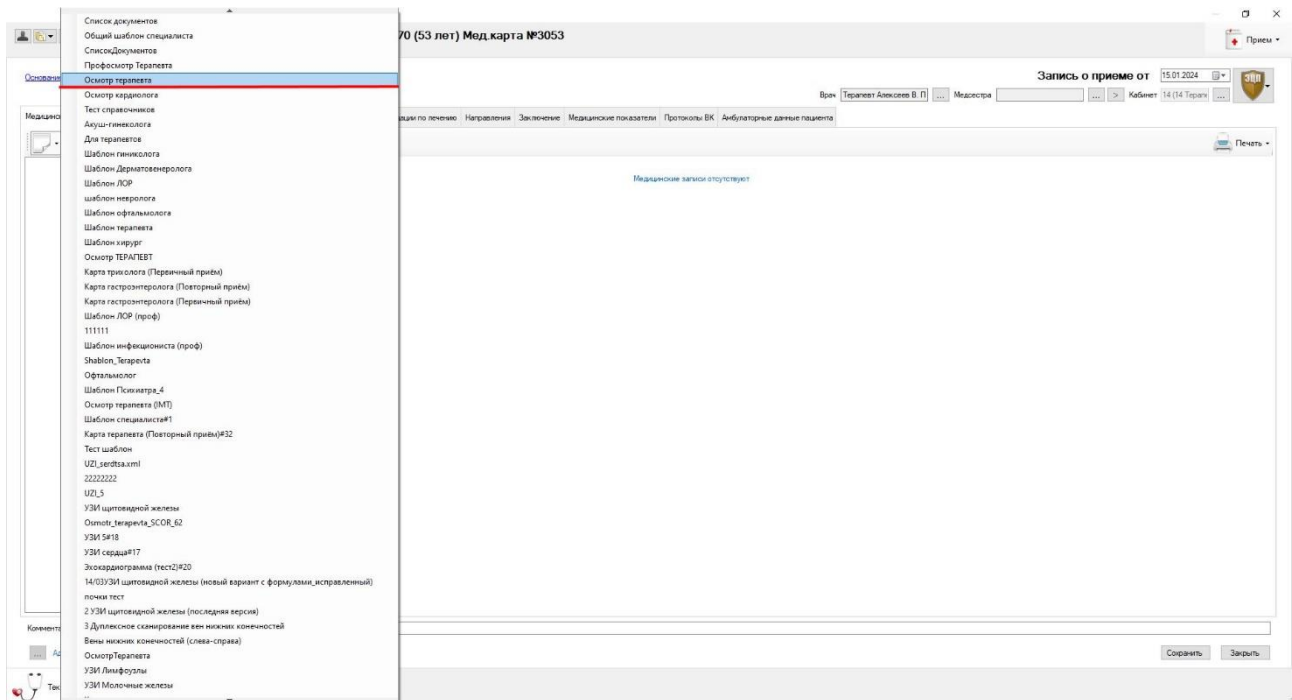 70 (53 лет) Мед.карта №3053
Прием
Основание
Запись о приеме от 15.01.2024
ЭЦП
Врач Терапевт Алексеев В. П ... Медсестра ... > Кабинет 14 (14 Терапе ...
Направления Заключение Медицинские показатели Протоколы ВК Амбулаторные данные пациента
Печать
Медицинские записи отсутствуют
Список документов
Общий шаблон специалиста
СписокДокументов
Профосмотр Терапевта
Осмотр терапевта
Осмотр кардиолога
Тест справочников
Акуш-гинеколога
Для терапевтов
Шаблон гиниколога
Шаблон Дерматовенеролога
Шаблон ЛОР
шаблон невролога
Шаблон офтальмолога
Шаблон терапевта
Шаблон хирург
Осмотр ТЕРАПЕВТ
Карта трихолога (Первичный приём)
Карта гастроэнтеролога (Повторный приём)
Карта гастроэнтеролога (Первичный приём)
Шаблон ЛОР (проф)
111111
Шаблон инфекциониста (проф)
Shablon_Terapevta
Офтальмолог
Шаблон Психиатра_4
Осмотр терапевта (IMT)
Шаблон специалиста#1
Карта терапевта (Повторный приём)#32
Тест шаблон
UZI_serdtsa.xml
22222222
UZI_5
УЗИ щитовидной железы
Osmotr_terapevta_SCOR_62
УЗИ 5#18
УЗИ сердца#17
Эхокардиограмма (тест2)#20
14/03УЗИ щитовидной железы (новый вариант с формулами_исправленный)
почки тест
2 УЗИ щитовидной железы (последняя версия)
3 Дуплексное сканирование вен нижних конечностей
Вены нижних конечностей (слева-справа)
ОсмотрТерапевта
УЗИ Лимфоузлы
УЗИ Молочные железы
Сохранить Закрыть